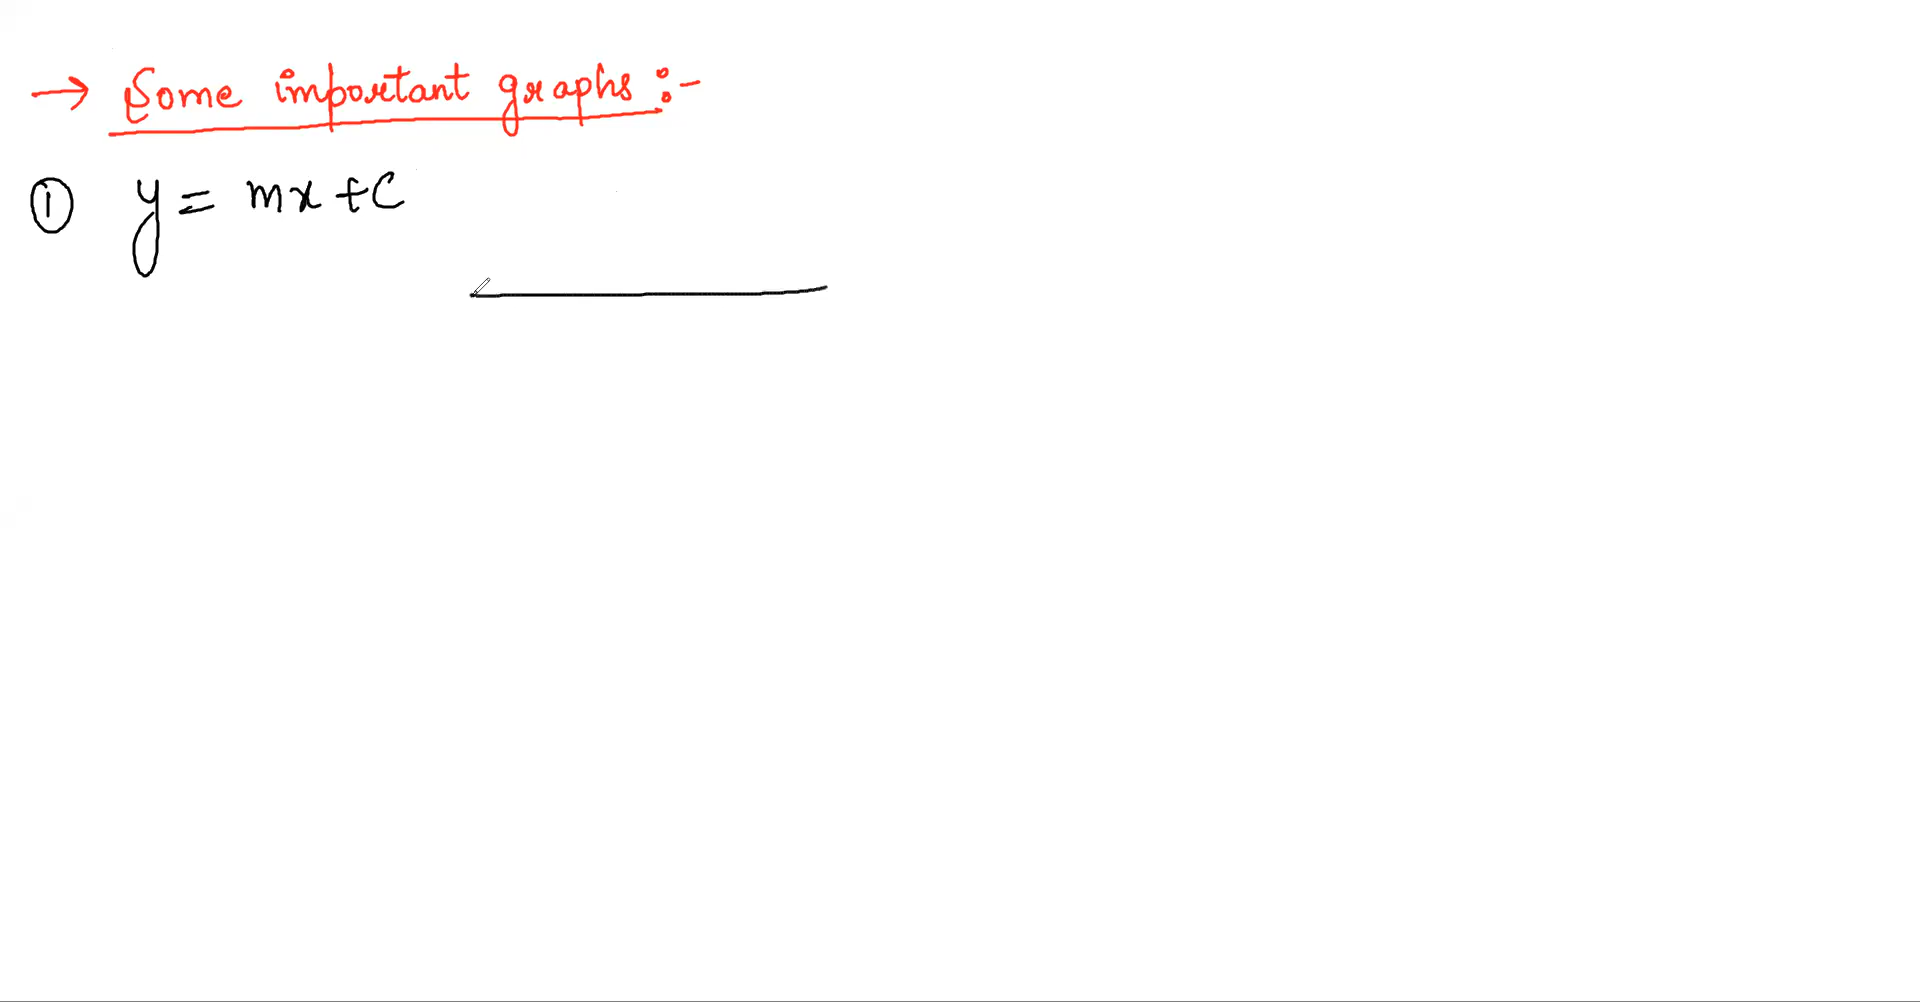 → Some important graphs :-
① y = mx + c